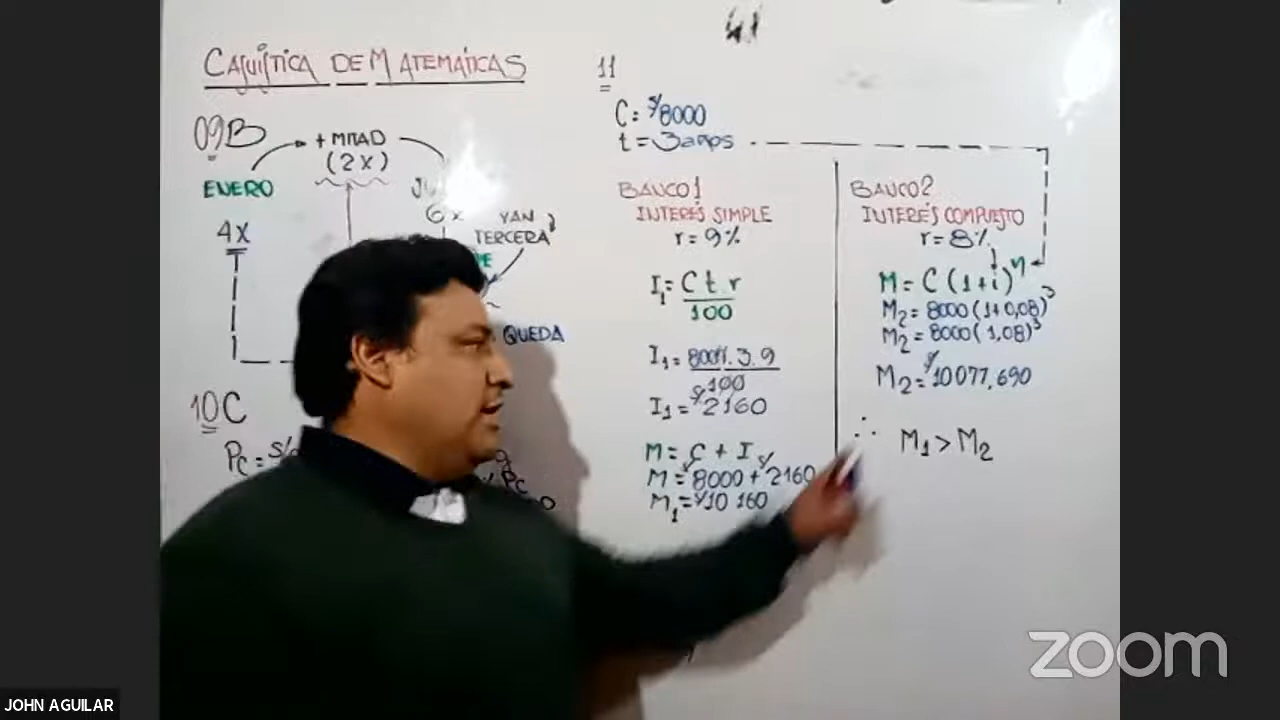 CASUÍSTICA DE MATEMÁTICAS
09B
+ MITAD
(2x)
ENERO
6x
VAN
TERCERA
4x
QUEDA
10C
11
C = S/8000
t = 3 años
BANCO 1
INTERÉS SIMPLE
r = 9%
I1 = C t r
100
I1 = 8000.3.9
100
I1 = S/2160
M = C + I
M = S/8000 + S/2160
M1 = S/10 160
BANCO 2
INTERÉS COMPUESTO
r = 8%
M = C (1+i)^n
M2 = 8000(1+0,08)^3
M2 = 8000(1,08)^3
M2 = S/10077,690
∴ M1 > M2
zoom
JOHN AGUILAR